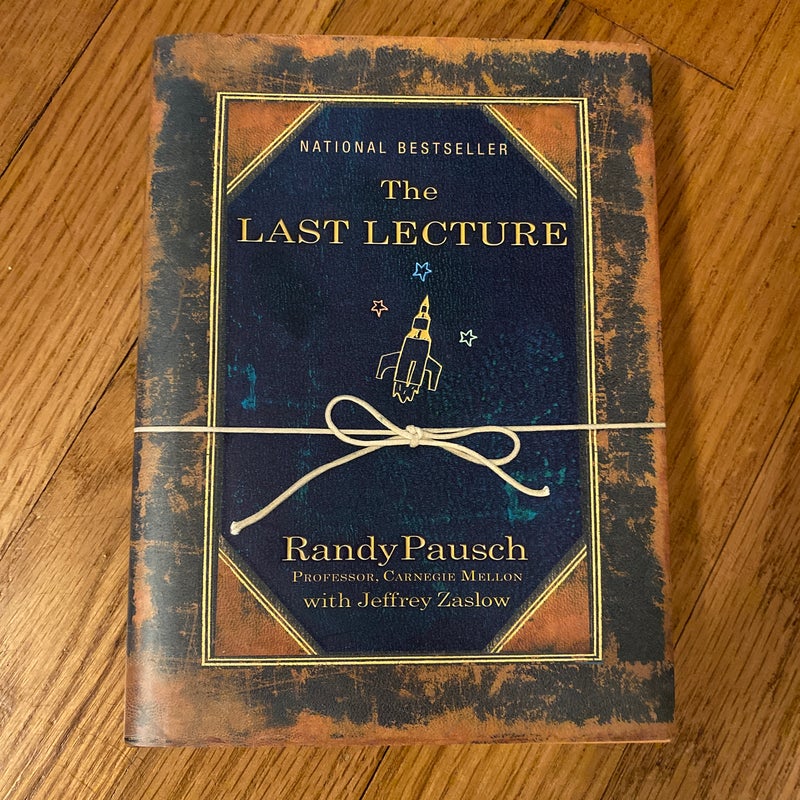 NATIONAL BESTSELLER
The
LAST LECTURE
Randy Pausch
PROFESSOR, CARNEGIE MELLON
with Jeffrey Zaslow